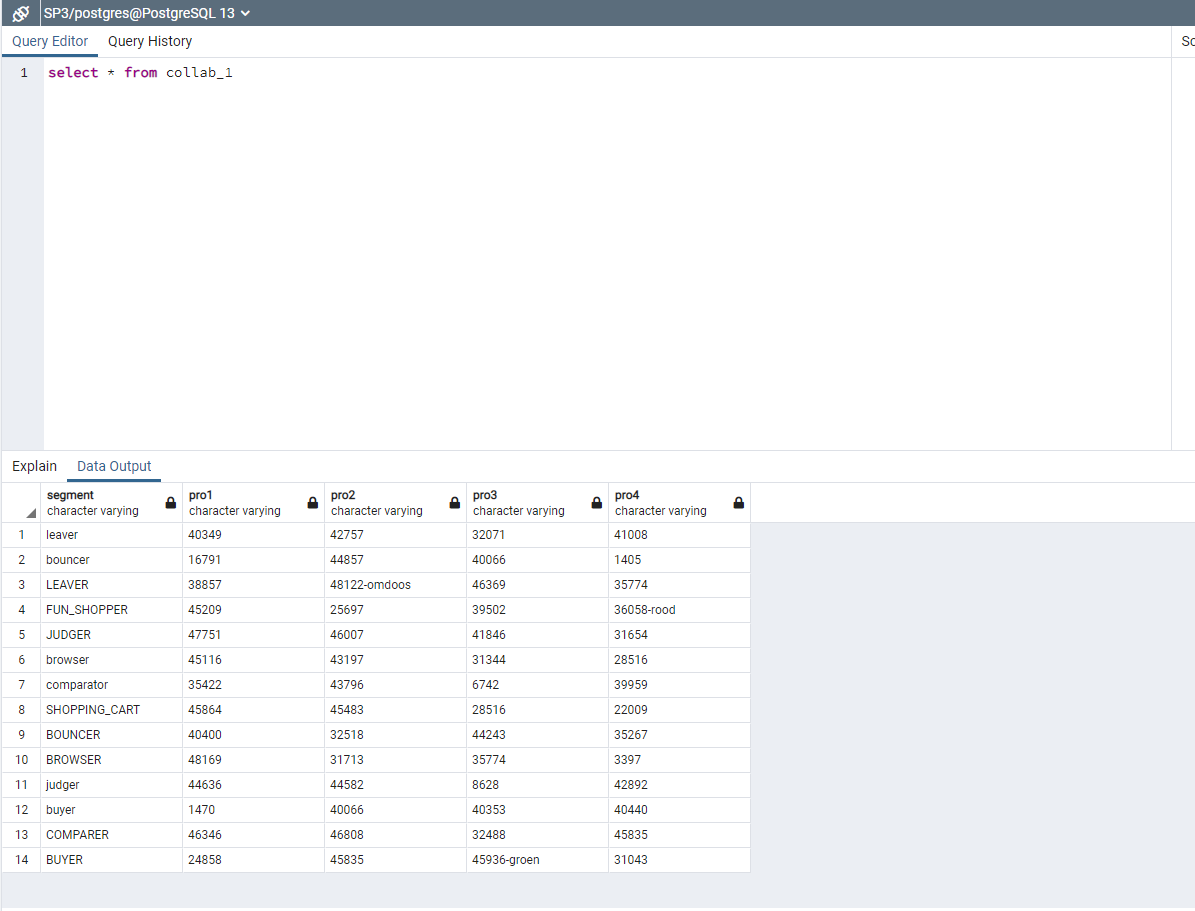 SP3/postgres@PostgreSQL 13
Query Editor Query History Sc
1 select * from collab_1
Explain Data Output
segment pro1 pro2 pro3 pro4
character varying character varying character varying character varying character varying
1 leaver 40349 42757 32071 41008
2 bouncer 16791 44857 40066 1405
3 LEAVER 38857 48122-omdoos 46369 35774
4 FUN_SHOPPER 45209 25697 39502 36058-rood
5 JUDGER 47751 46007 41846 31654
6 browser 45116 43197 31344 28516
7 comparator 35422 43796 6742 39959
8 SHOPPING_CART 45864 45483 28516 22009
9 BOUNCER 40400 32518 44243 35267
10 BROWSER 48169 31713 35774 3397
11 judger 44636 44582 8628 42892
12 buyer 1470 40066 40353 40440
13 COMPARER 46346 46808 32488 45835
14 BUYER 24858 45835 45936-groen 31043